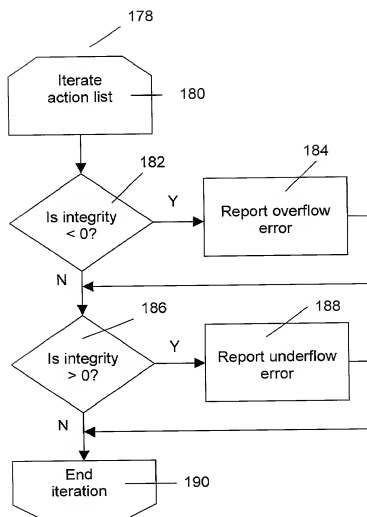 178
Iterate
action list
180
182
184
Is integrity
< 0?
Y
Report overflow
error
N
186
188
Is integrity
> 0?
Y
Report underflow
error
N
End
iteration
190